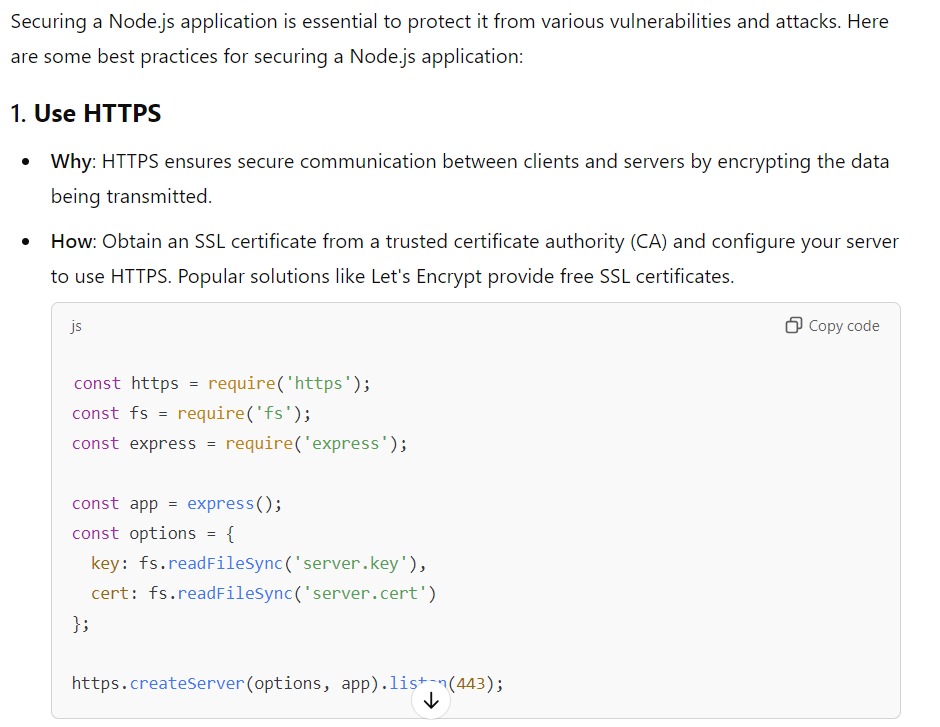 Securing a Node.js application is essential to protect it from various vulnerabilities and attacks. Here
are some best practices for securing a Node.js application:
1. Use HTTPS
• Why: HTTPS ensures secure communication between clients and servers by encrypting the data
being transmitted.
• How: Obtain an SSL certificate from a trusted certificate authority (CA) and configure your server
to use HTTPS. Popular solutions like Let's Encrypt provide free SSL certificates.
js Copy code
const https = require('https');
const fs = require('fs');
const express = require('express');
const app = express();
const options = {
  key: fs.readFileSync('server.key'),
  cert: fs.readFileSync('server.cert')
};
https.createServer(options, app).listen(443);